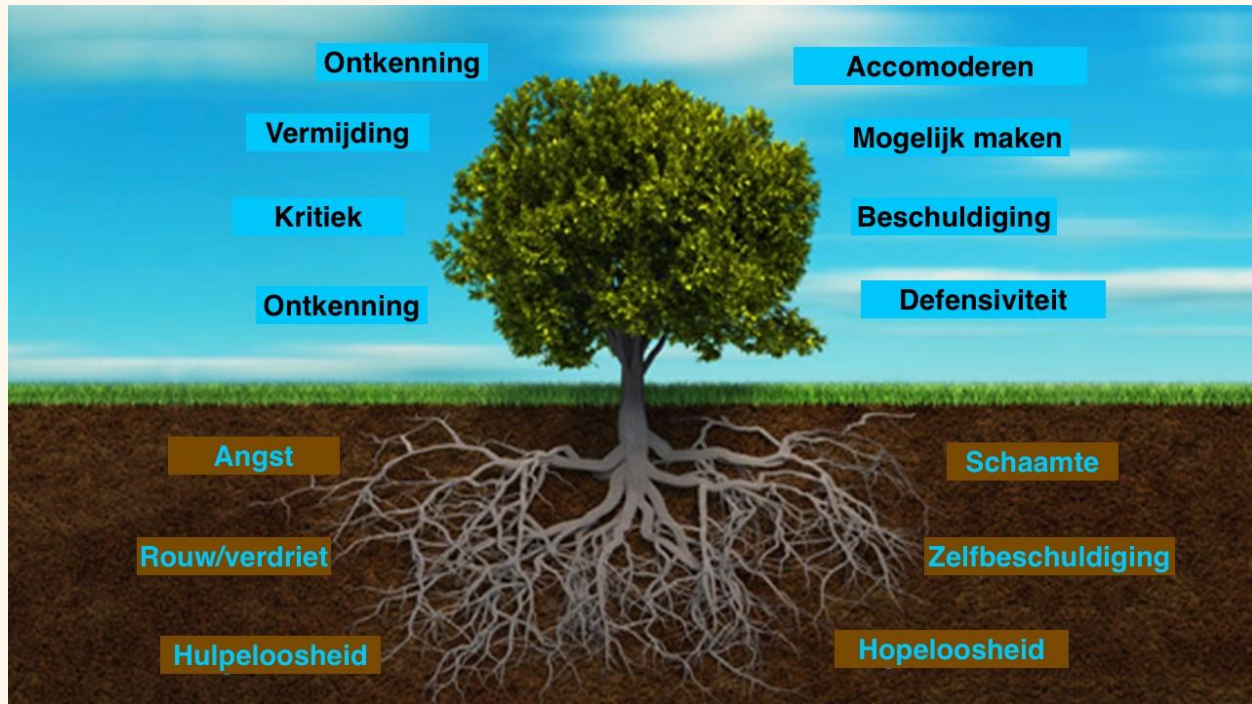 Ontkenning
Accomoderen
Vermijding
Mogelijk maken
Kritiek
Beschuldiging
Ontkenning
Defensiviteit
Angst
Schaamte
Rouw/verdriet
Zelfbeschuldiging
Hulpeloosheid
Hopeloosheid